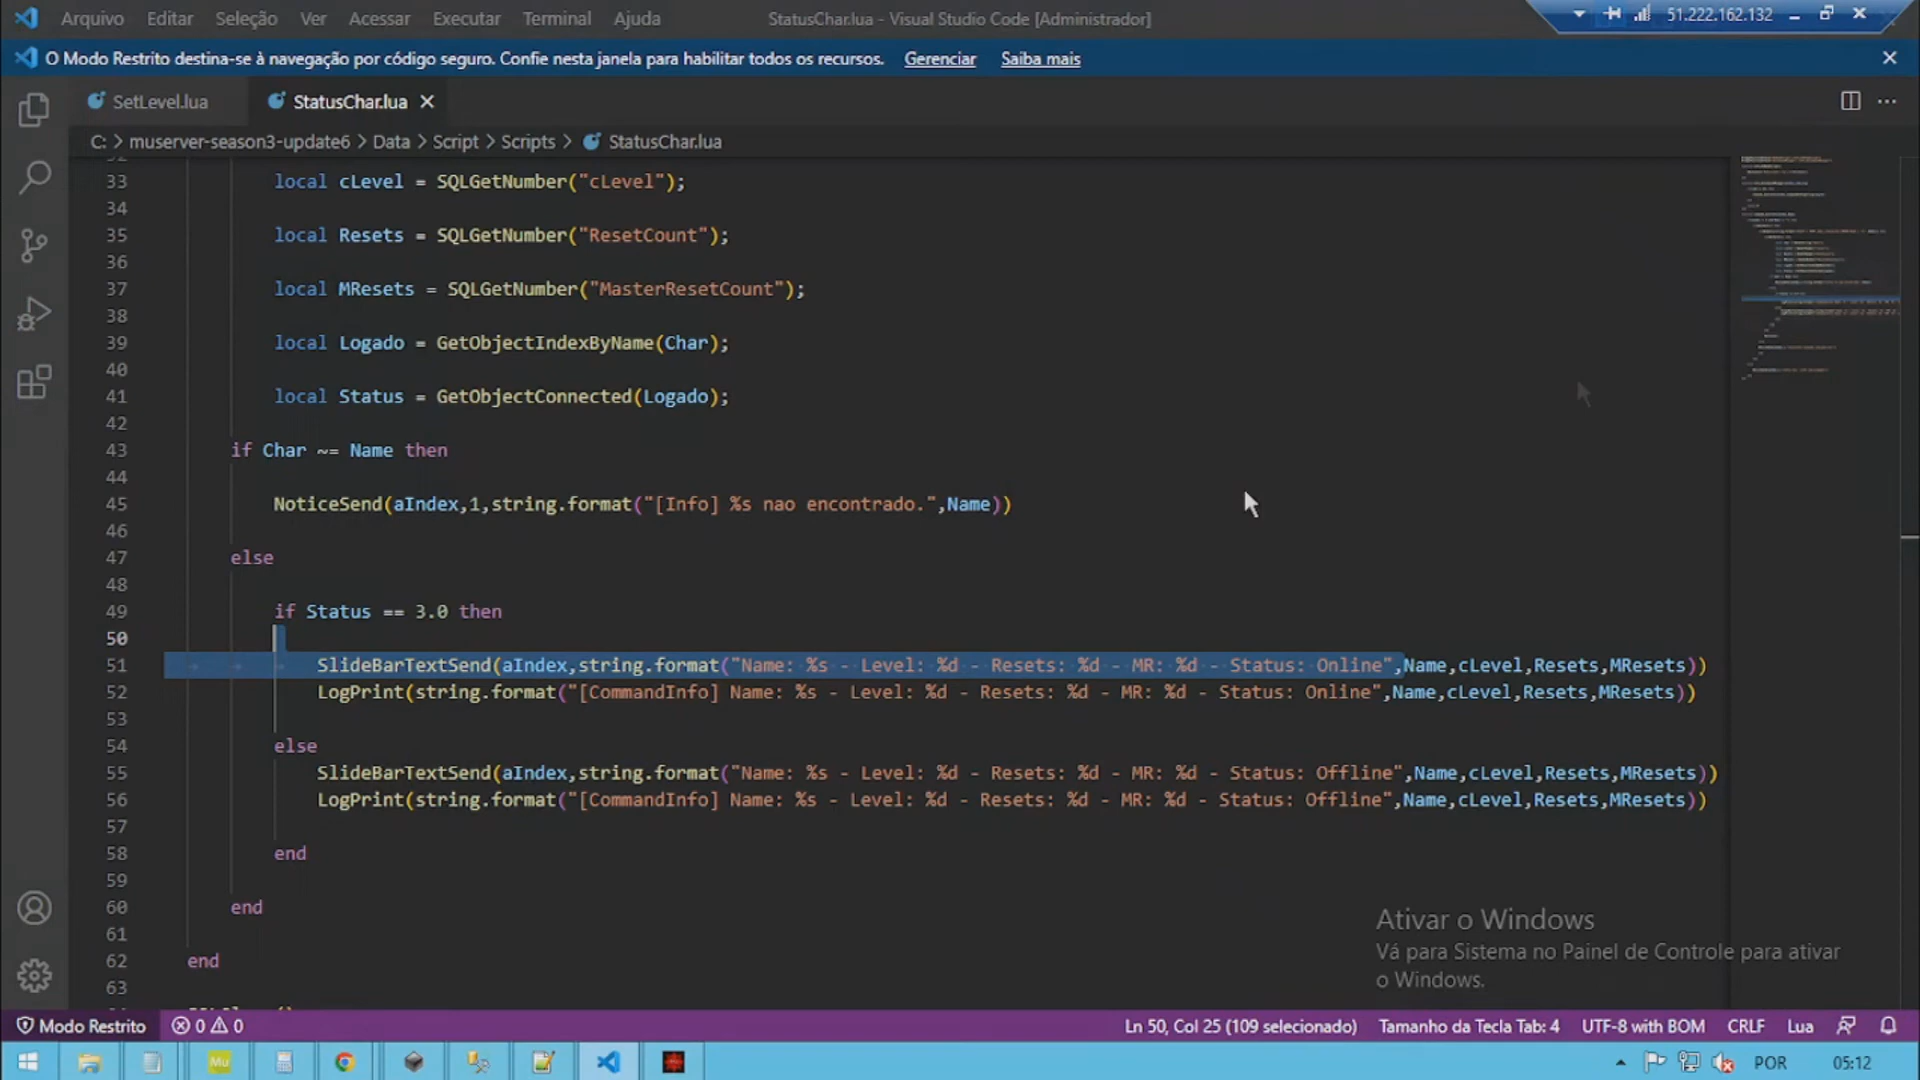 Arquivo Editar Seleção Ver Acessar Executar Terminal Ajuda
StatusChar.lua - Visual Studio Code [Administrador]
51.222.162.132
O Modo Restrito destina-se à navegação por código seguro. Confie nesta janela para habilitar todos os recursos. Gerenciar Saiba mais
SetLevel.lua StatusChar.lua
C: > muserver-season3-update6 > Data > Script > Scripts > StatusChar.lua
32
33 local cLevel = SQLGetNumber("cLevel");
34
35 local Resets = SQLGetNumber("ResetCount");
36
37 local MResets = SQLGetNumber("MasterResetCount");
38
39 local Logado = GetObjectIndexByName(Char);
40
41 local Status = GetObjectConnected(Logado);
42
43 if Char ~= Name then
44
45 NoticeSend(aIndex,1,string.format("[Info] %s nao encontrado.",Name))
46
47 else
48
49 if Status == 3.0 then
50
51 SlideBarTextSend(aIndex,string.format("Name: %s - Level: %d - Resets: %d - MR: %d - Status: Online",Name,cLevel,Resets,MResets))
52 LogPrint(string.format("[CommandInfo] Name: %s - Level: %d - Resets: %d - MR: %d - Status: Online",Name,cLevel,Resets,MResets))
53
54 else
55 SlideBarTextSend(aIndex,string.format("Name: %s - Level: %d - Resets: %d - MR: %d - Status: Offline",Name,cLevel,Resets,MResets))
56 LogPrint(string.format("[CommandInfo] Name: %s - Level: %d - Resets: %d - MR: %d - Status: Offline",Name,cLevel,Resets,MResets))
57
58 end
59
60 end
61
62 end
63
Ativar o Windows
Vá para Sistema no Painel de Controle para ativar
o Windows.
Modo Restrito 0 0 Ln 50, Col 25 (109 selecionado) Tamanho da Tecla Tab: 4 UTF-8 with BOM CRLF Lua
Mu POR 05:12